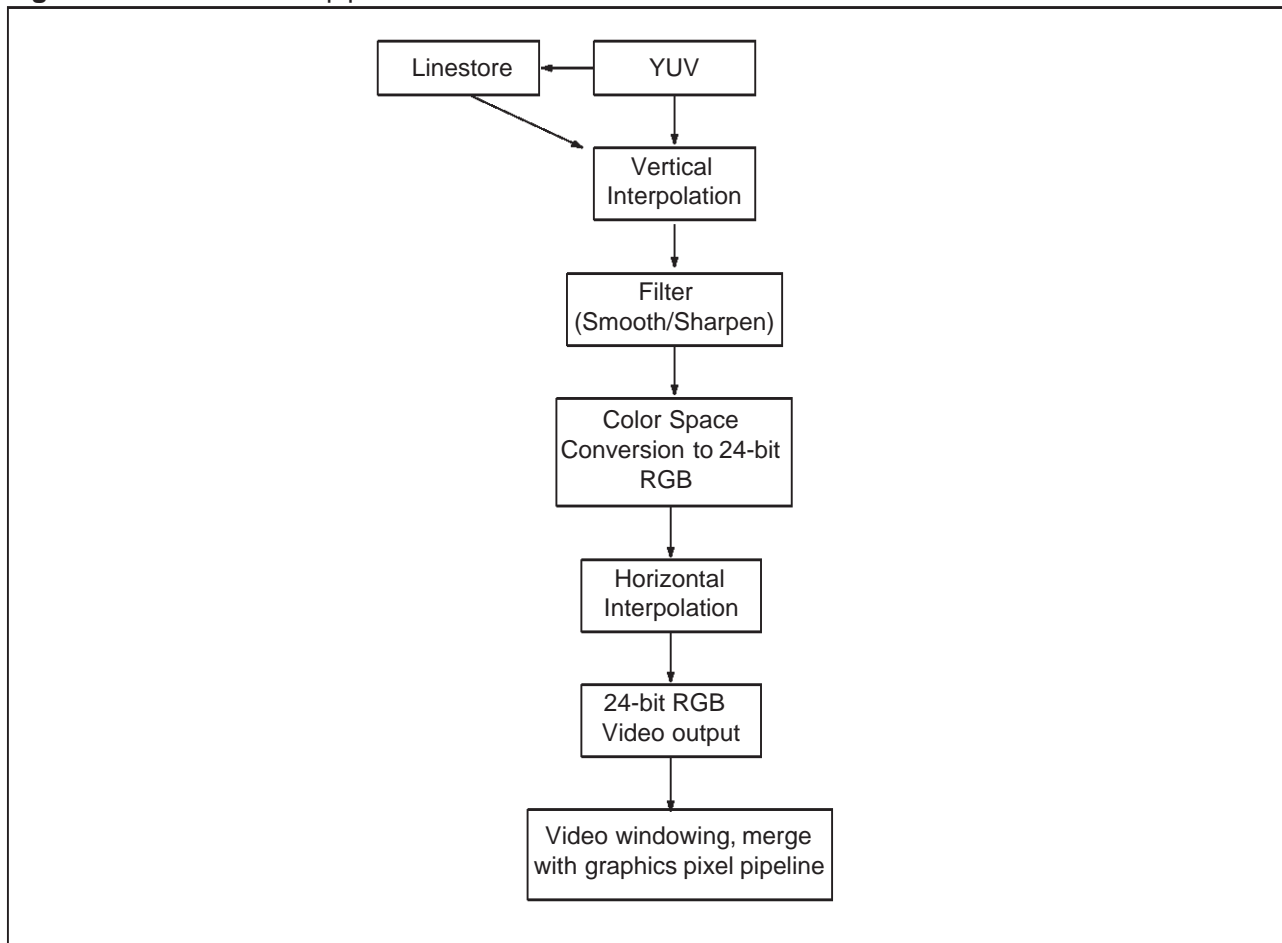 Linestore
YUV
Vertical
Interpolation
Filter
(Smooth/Sharpen)
Color Space
Conversion to 24-bit
RGB
Horizontal
Interpolation
24-bit RGB
Video output
Video windowing, merge
with graphics pixel pipeline